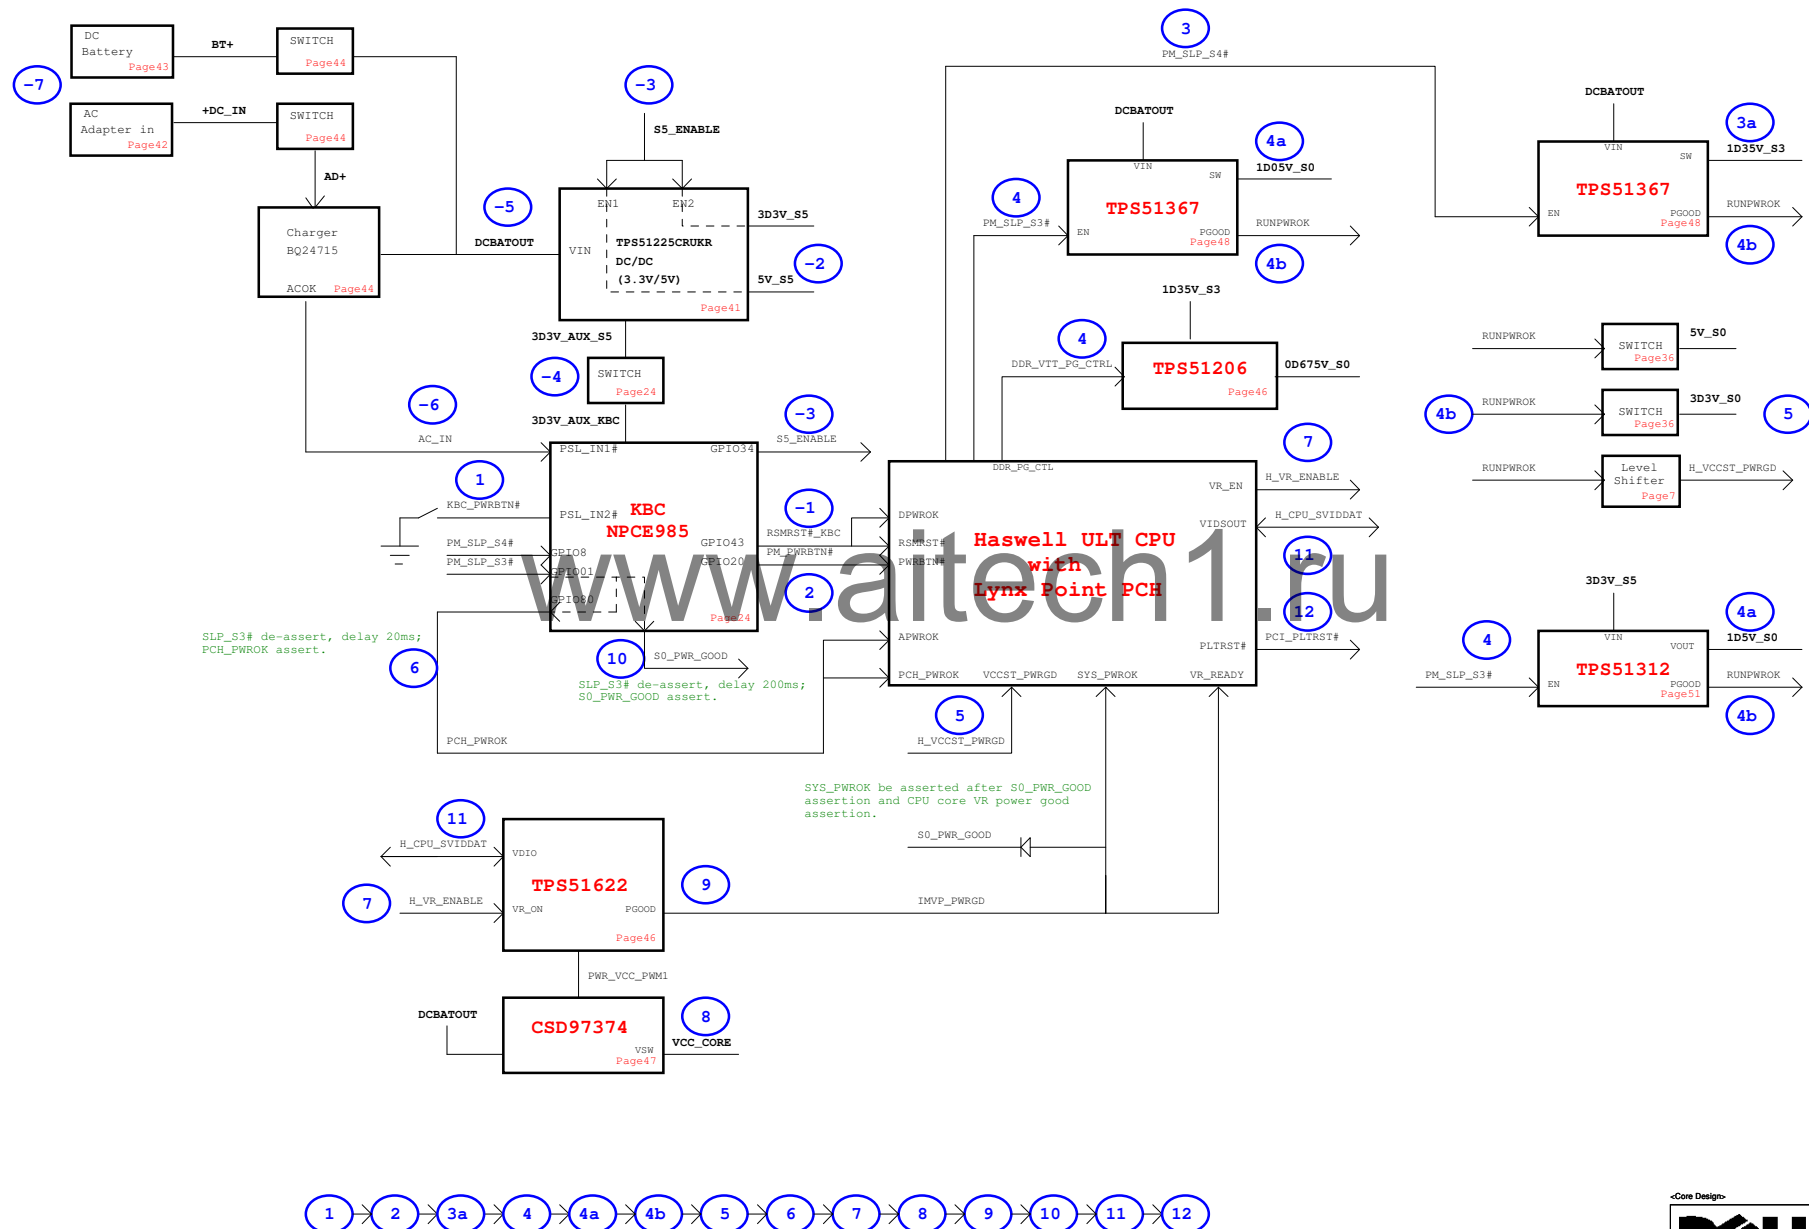 DC
Battery
Page43
BT+
SWITCH
Page44
-7
AC
Adapter in
Page42
+DC_IN
SWITCH
Page44
AD+
Charger
BQ24715
ACOK
Page44
-5
DCBATOUT
-3
S5_ENABLE
EN1
EN2
VIN
TPS51225CRUKR
DC/DC
(3.3V/5V)
Page41
3D3V_S5
-2
5V_S5
3D3V_AUX_S5
-4
SWITCH
Page24
3D3V_AUX_KBC
-6
AC_IN
-3
S5_ENABLE
PSL_IN1#
GPIO34
1
KBC_PWRBTN#
PSL_IN2#
KBC
NPCE985
-1
RSMRST#_KBC
GPIO43
PM_PWRBTN#
GPIO20
PM_SLP_S4#
GPIO8
PM_SLP_S3#
GPIO01
GPIO80
Page24
2
SLP_S3# de-assert, delay 20ms;
PCH_PWROK assert.
6
10
S0_PWR_GOOD
SLP_S3# de-assert, delay 200ms;
S0_PWR_GOOD assert.
PCH_PWROK
3
PM_SLP_S4#
DCBATOUT
VIN
4a
1D05V_S0
SW
TPS51367
4
PM_SLP_S3#
EN
PGOOD
Page48
RUNPWROK
4b
1D35V_S3
4
DDR_VTT_PG_CTRL
TPS51206
Page46
0D675V_S0
DCBATOUT
VIN
3a
1D35V_S3
SW
TPS51367
EN
PGOOD
Page48
RUNPWROK
4b
RUNPWROK
SWITCH
Page36
5V_S0
4b
RUNPWROK
SWITCH
Page36
3D3V_S0
5
RUNPWROK
Level
Shifter
Page7
H_VCCST_PWRGD
DDR_PG_CTL
7
H_VR_ENABLE
VR_EN
DPWROK
RSMRST#
PWRBTN#
Haswell ULT CPU
with
Lynx Point PCH
VIDSOUT
H_CPU_SVIDDAT
11
12
PLTRST#
PCI_PLTRST#
APWROK
PCH_PWROK
VCCST_PWRGD
SYS_PWROK
VR_READY
5
H_VCCST_PWRGD
www.aitech1.ru
3D3V_S5
VIN
4a
1D5V_S0
VOUT
TPS51312
4
PM_SLP_S3#
EN
PGOOD
Page51
RUNPWROK
4b
SYS_PWROK be asserted after S0_PWR_GOOD
assertion and CPU core VR power good
assertion.
S0_PWR_GOOD
11
H_CPU_SVIDDAT
VDIO
TPS51622
7
H_VR_ENABLE
VR_ON
PGOOD
Page46
9
IMVP_PWRGD
PWR_VCC_PWM1
DCBATOUT
CSD97374
VSW
Page47
8
VCC_CORE
1 2 3a 4 4a 4b 5 6 7 8 9 10 11 12
<Core Design>